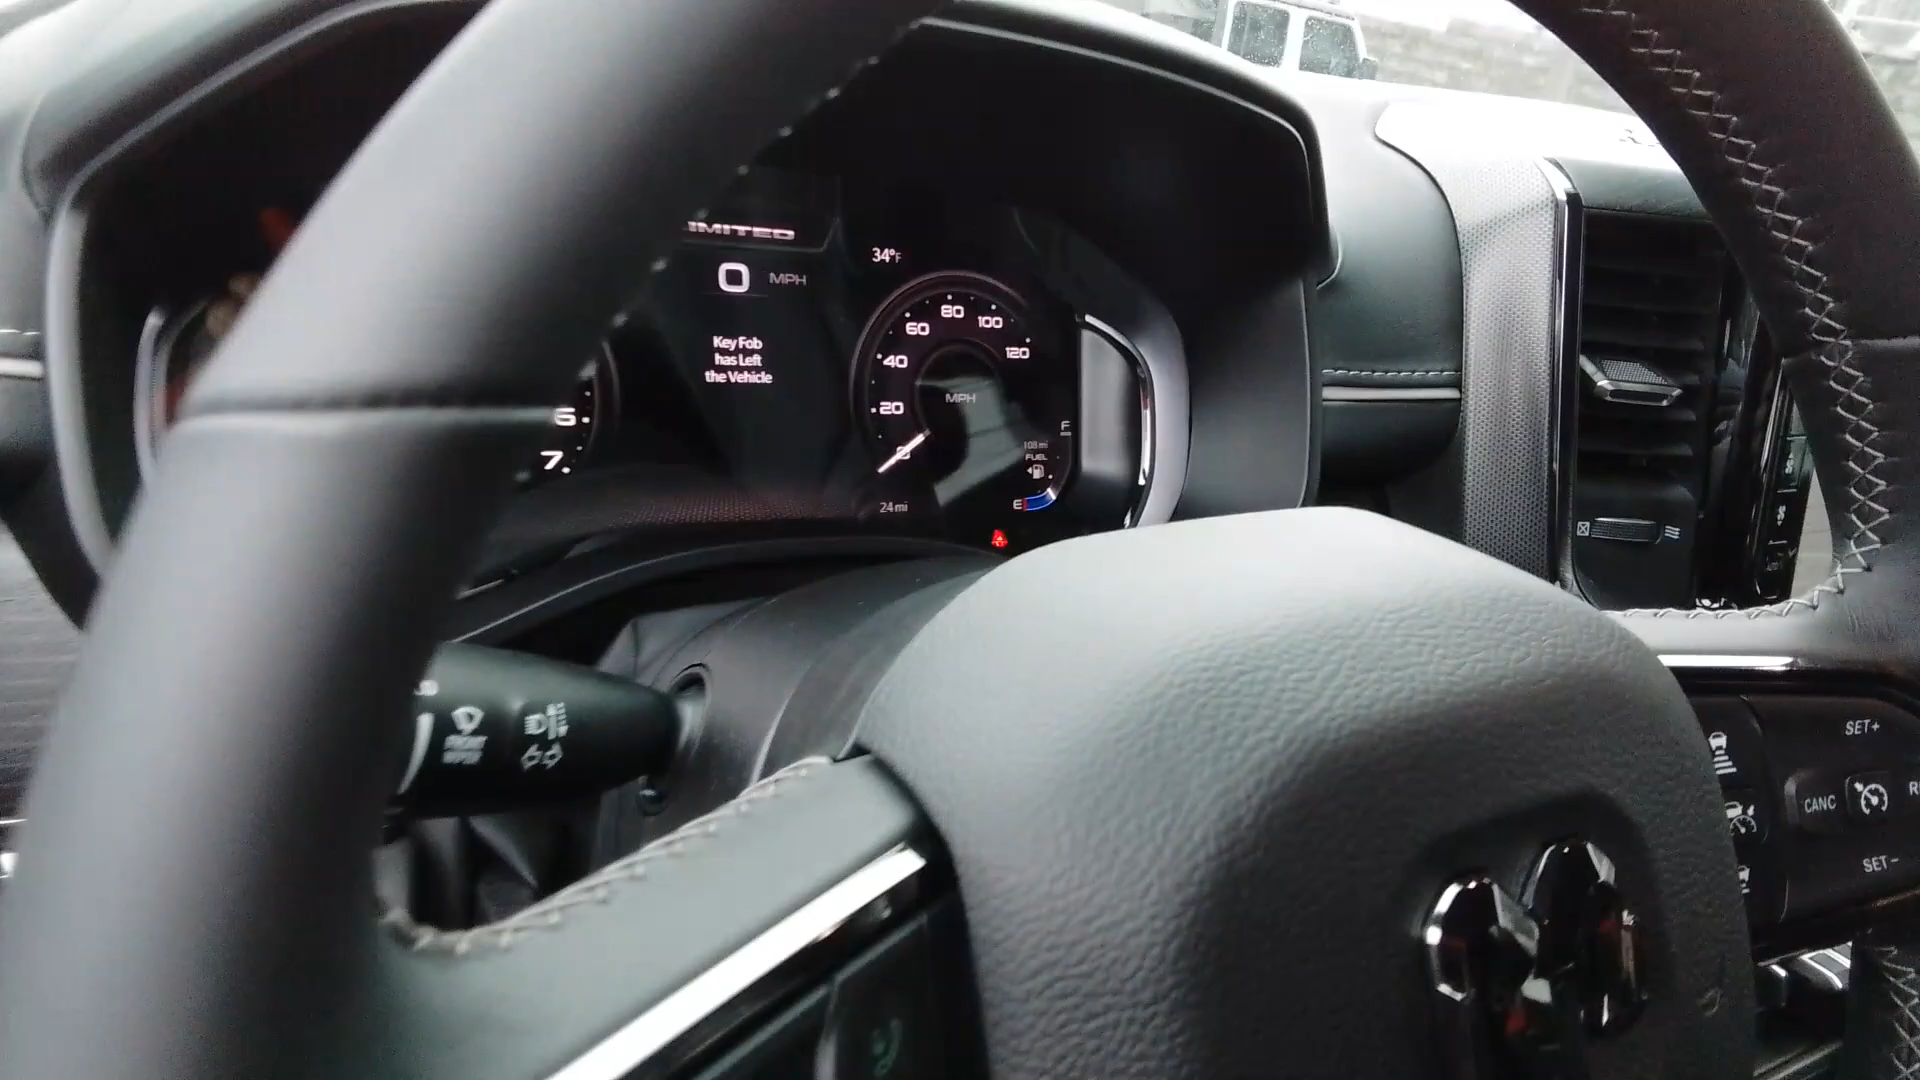 IMITED
34°F
0 MPH
Key Fob
has Left
the Vehicle
80
60
100
120
40
20
0
MPH
6
7
F
108 mi
FUEL
E
24 mi
FRONT
SET+
CANC
SET-